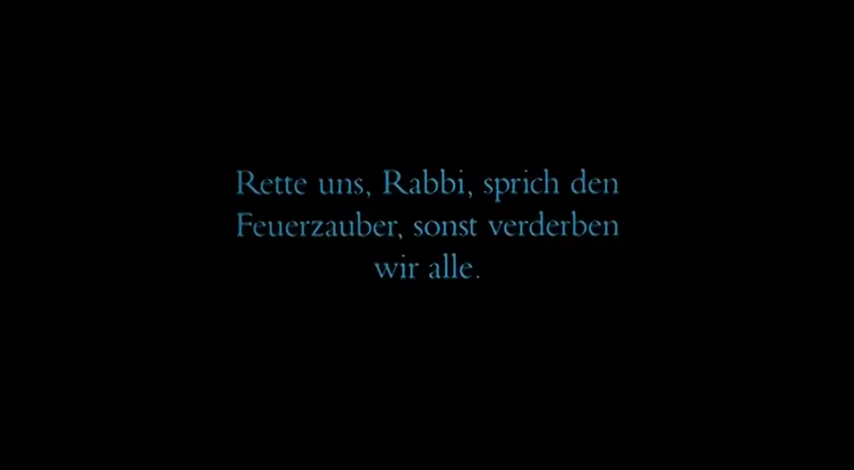 Rette uns, Rabbi, sprich den
Feuerzauber, sonst verderben
wir alle.